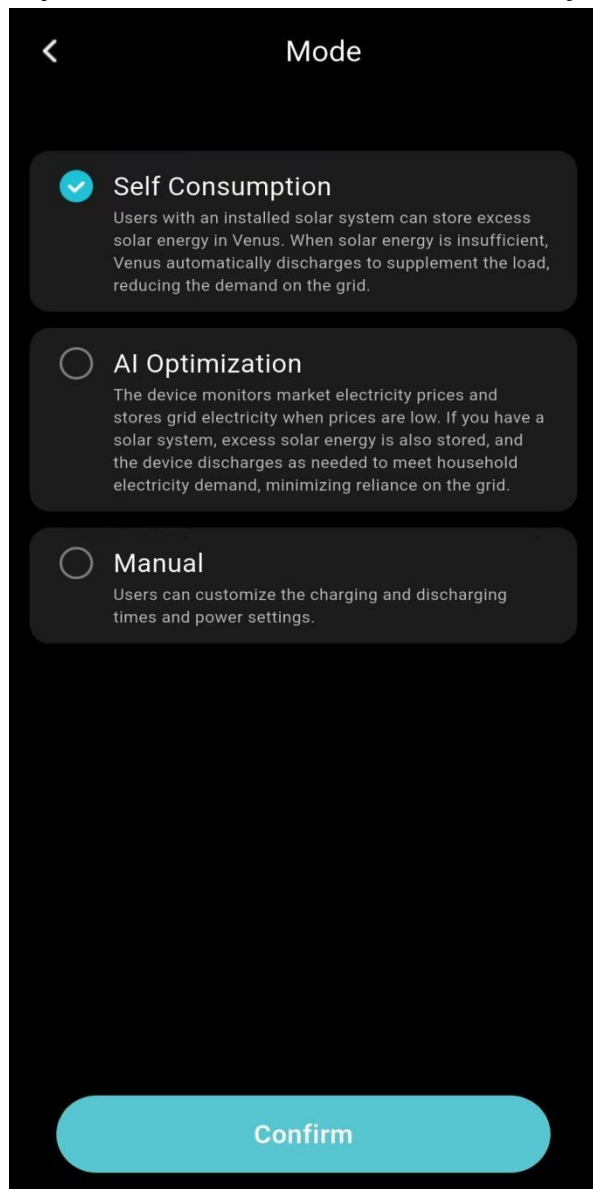 Mode
Self Consumption
Users with an installed solar system can store excess
solar energy in Venus. When solar energy is insufficient,
Venus automatically discharges to supplement the load,
reducing the demand on the grid.
AI Optimization
The device monitors market electricity prices and
stores grid electricity when prices are low. If you have a
solar system, excess solar energy is also stored, and
the device discharges as needed to meet household
electricity demand, minimizing reliance on the grid.
Manual
Users can customize the charging and discharging
times and power settings.
Confirm